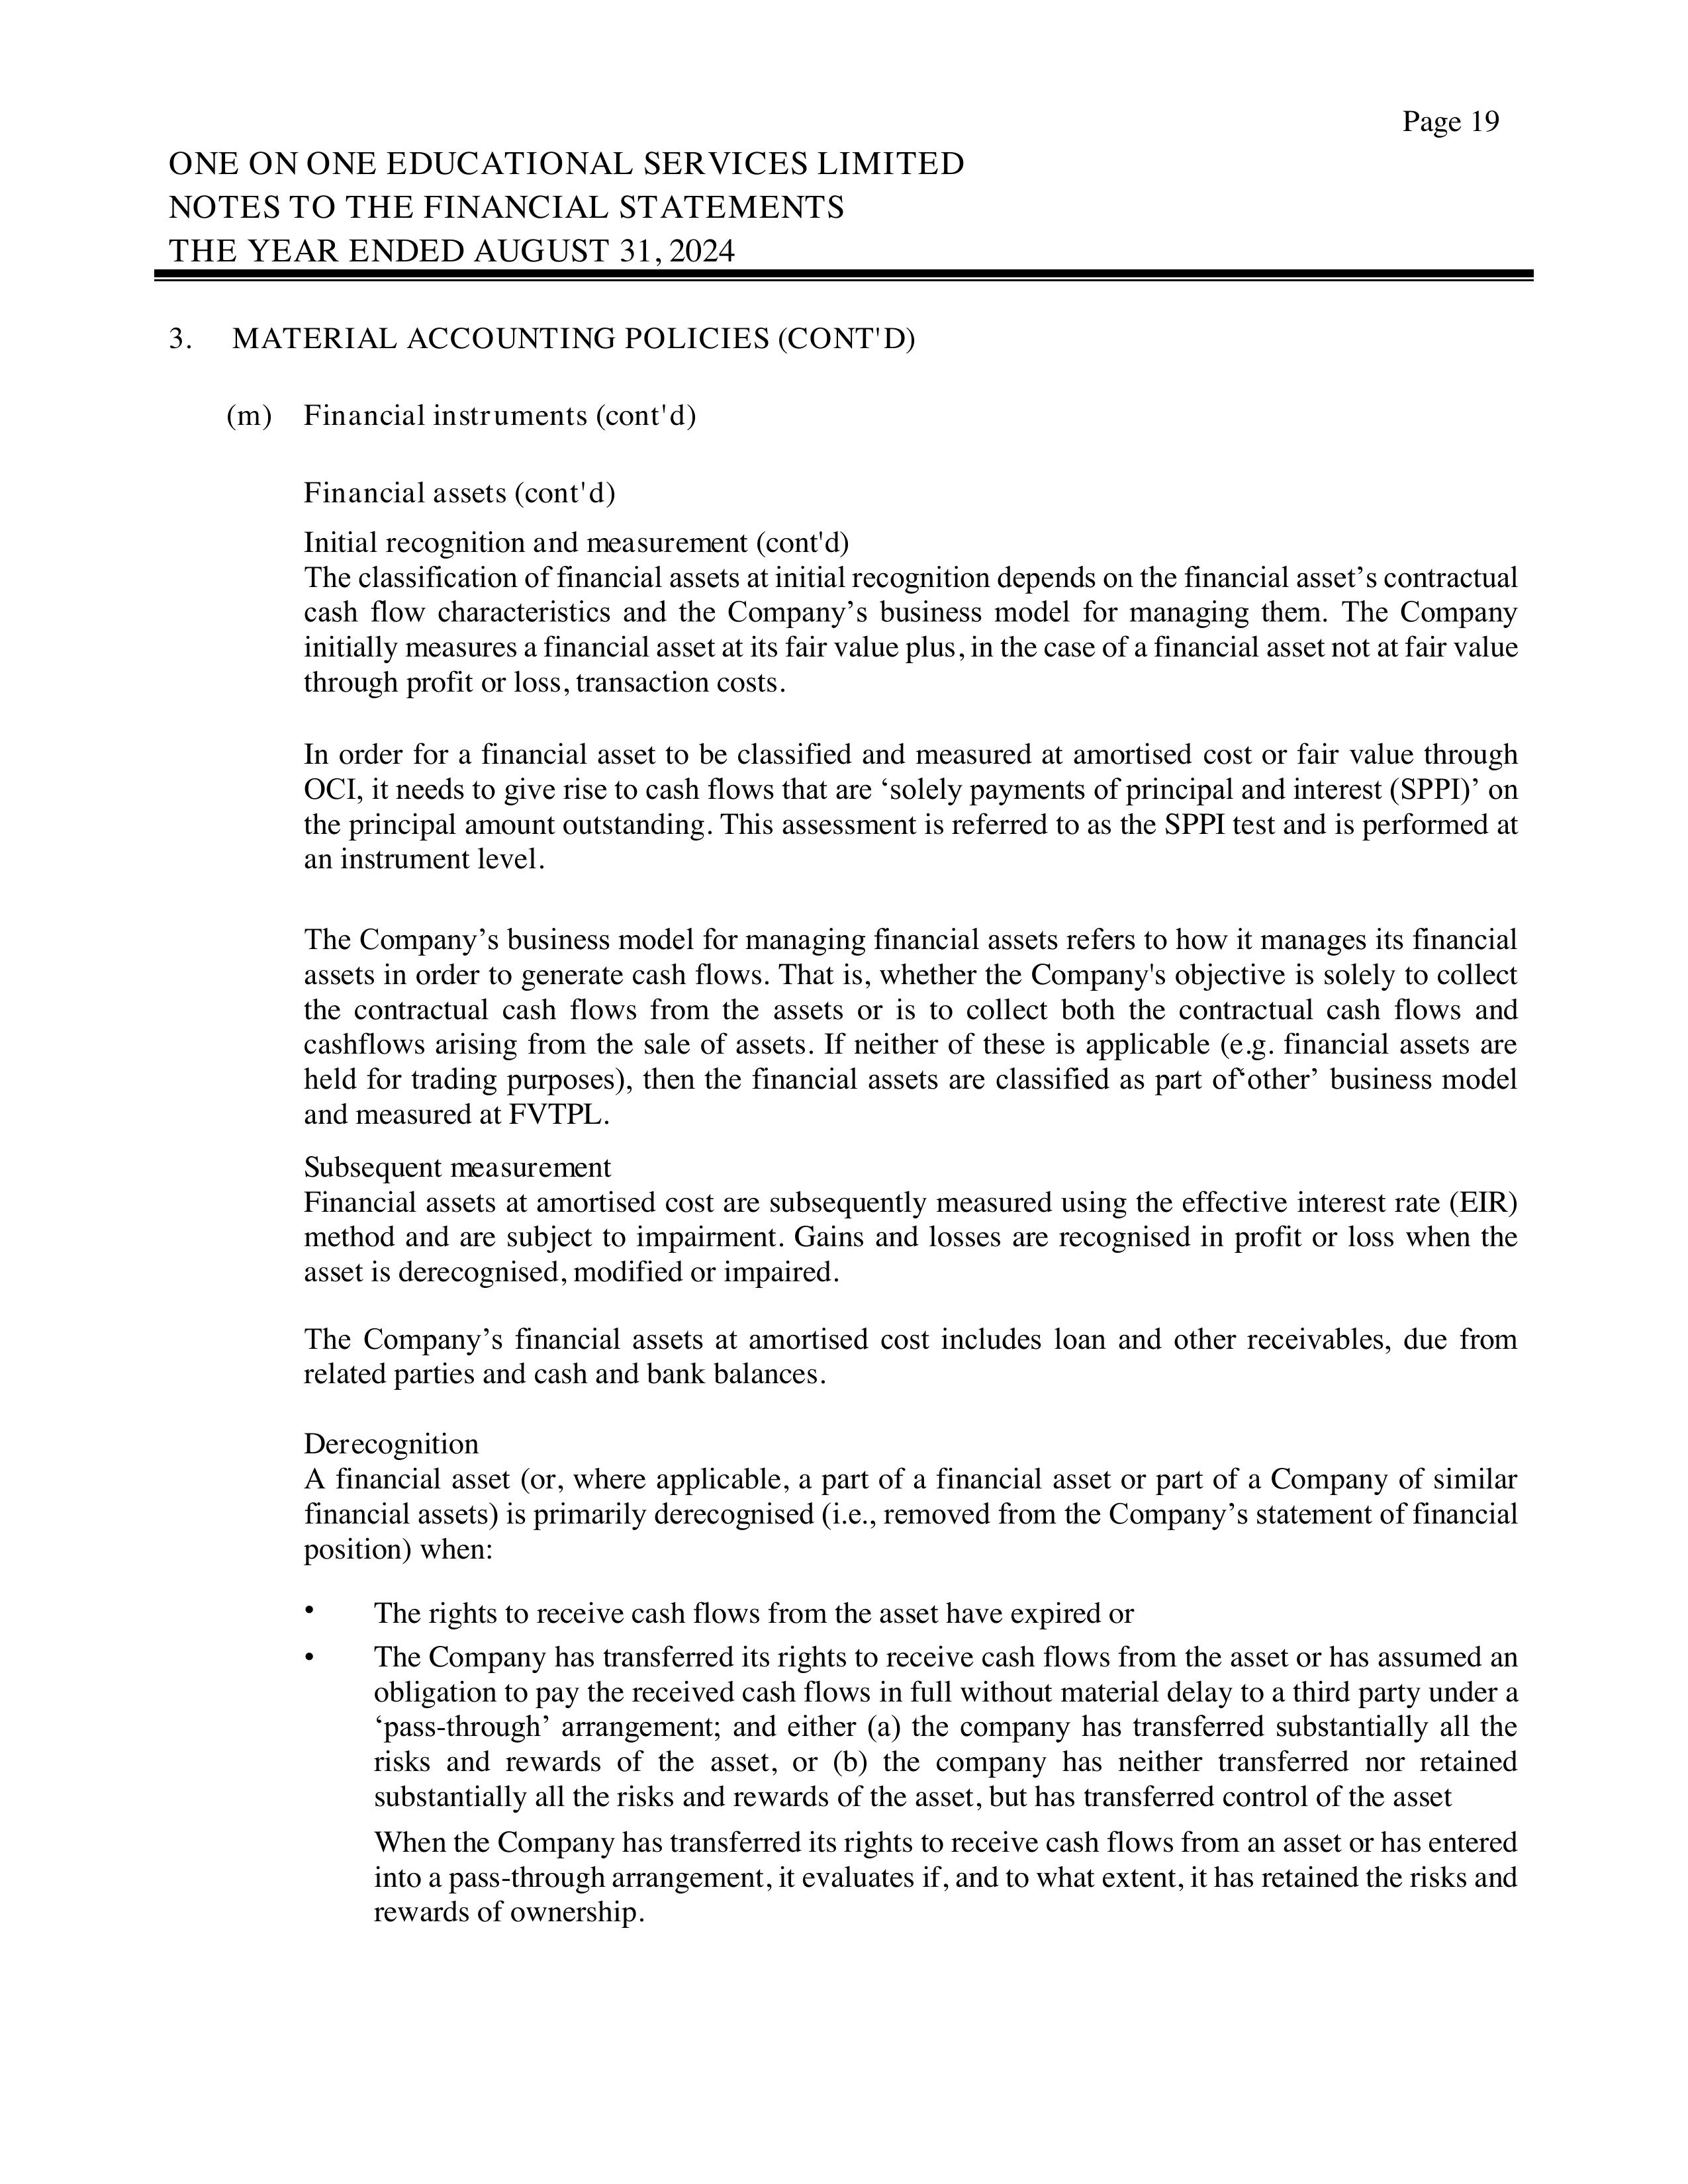 Page 19
ONE ON ONE EDUCATIONAL SERVICES LIMITED
NOTES TO THE FINANCIAL STATEMENTS
THE YEAR ENDED AUGUST 31, 2024
3. MATERIAL ACCOUNTING POLICIES (CONT'D)
(m) Financial instruments (cont'd)
Financial assets (cont'd)
Initial recognition and measurement (cont'd)
The classification of financial assets at initial recognition depends on the financial asset’s contractual
cash flow characteristics and the Company’s business model for managing them. The Company
initially measures a financial asset at its fair value plus, in the case of a financial asset not at fair value
through profit or loss, transaction costs.
In order for a financial asset to be classified and measured at amortised cost or fair value through
OCI, it needs to give rise to cash flows that are ‘solely payments of principal and interest (SPPI)’ on
the principal amount outstanding. This assessment is referred to as the SPPI test and is performed at
an instrument level.
The Company’s business model for managing financial assets refers to how it manages its financial
assets in order to generate cash flows. That is, whether the Company's objective is solely to collect
the contractual cash flows from the assets or is to collect both the contractual cash flows and
cashflows arising from the sale of assets. If neither of these is applicable (e.g. financial assets are
held for trading purposes), then the financial assets are classified as part of‘other’ business model
and measured at FVTPL.
Subsequent measurement
Financial assets at amortised cost are subsequently measured using the effective interest rate (EIR)
method and are subject to impairment. Gains and losses are recognised in profit or loss when the
asset is derecognised, modified or impaired.
The Company’s financial assets at amortised cost includes loan and other receivables, due from
related parties and cash and bank balances.
Derecognition
A financial asset (or, where applicable, a part of a financial asset or part of a Company of similar
financial assets) is primarily derecognised (i.e., removed from the Company’s statement of financial
position) when:
• The rights to receive cash flows from the asset have expired or
• The Company has transferred its rights to receive cash flows from the asset or has assumed an
obligation to pay the received cash flows in full without material delay to a third party under a
‘pass-through’ arrangement; and either (a) the company has transferred substantially all the
risks and rewards of the asset, or (b) the company has neither transferred nor retained
substantially all the risks and rewards of the asset, but has transferred control of the asset
When the Company has transferred its rights to receive cash flows from an asset or has entered
into a pass-through arrangement, it evaluates if, and to what extent, it has retained the risks and
rewards of ownership.